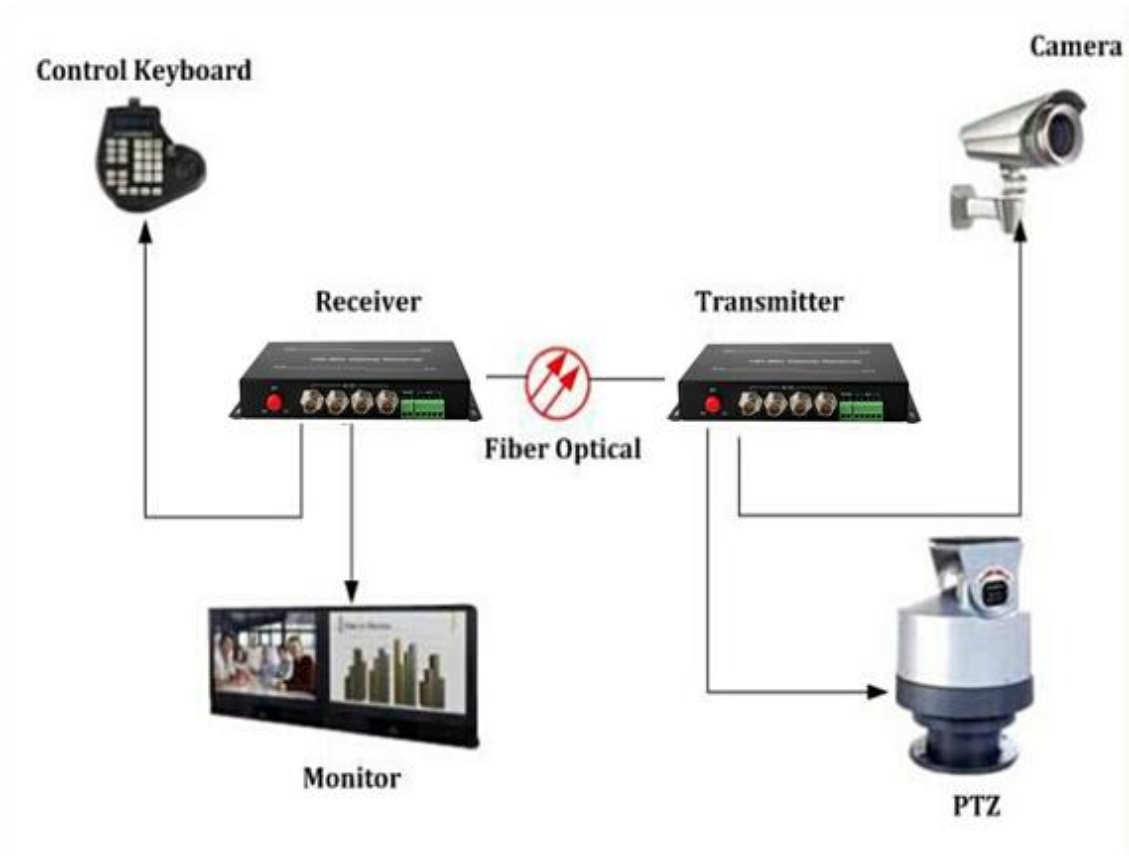 Camera
Control Keyboard
Receiver
Transmitter
Fiber Optical
Monitor
PTZ